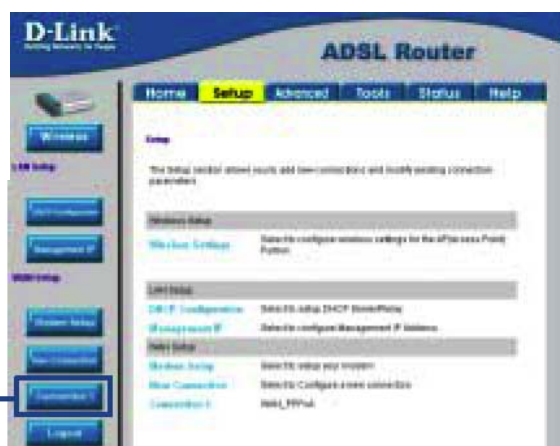 D-Link
Building Networks for People
ADSL Router
Home Setup Advanced Tools Status Help
Wireless
LAN Setup
DHCP Configuration
Management IP
WAN Setup
Modem Setup
New Connection
Connection 1
Logout
Setup
The Setup section allows you to add new connections and modify existing connection
parameters.
Wireless Setup
Wireless Settings Select to configure wireless settings for the AP(Access Point)
Portion.
LAN Setup
DHCP Configuration Select to setup DHCP Server/Relay
Management IP Select to configure Management IP Address
WAN Setup
Modem Setup Select to setup your modem
New Connection Select to Configure a new connection
Connection 1